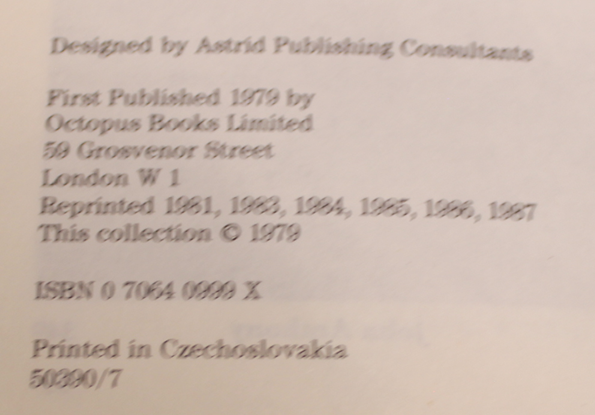 Designed by Astrid Publishing Consultants
First Published 1979 by
Octopus Books Limited
59 Grosvenor Street
London W 1
Reprinted 1981, 1983, 1984, 1985, 1986, 1987
This collection © 1979
ISBN 0 7064 0999 X
Printed in Czechoslovakia
50390/7